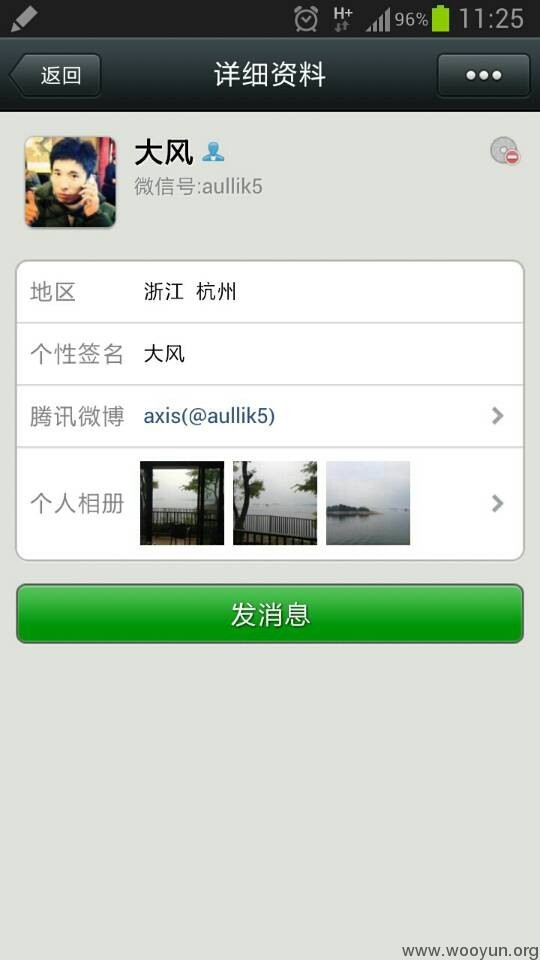 H+ 96% 11:25
返回 详细资料
大风
微信号:aullik5
地区 浙江 杭州
个性签名 大风
腾讯微博 axis(@aullik5)
个人相册
发消息
www.wooyun.org